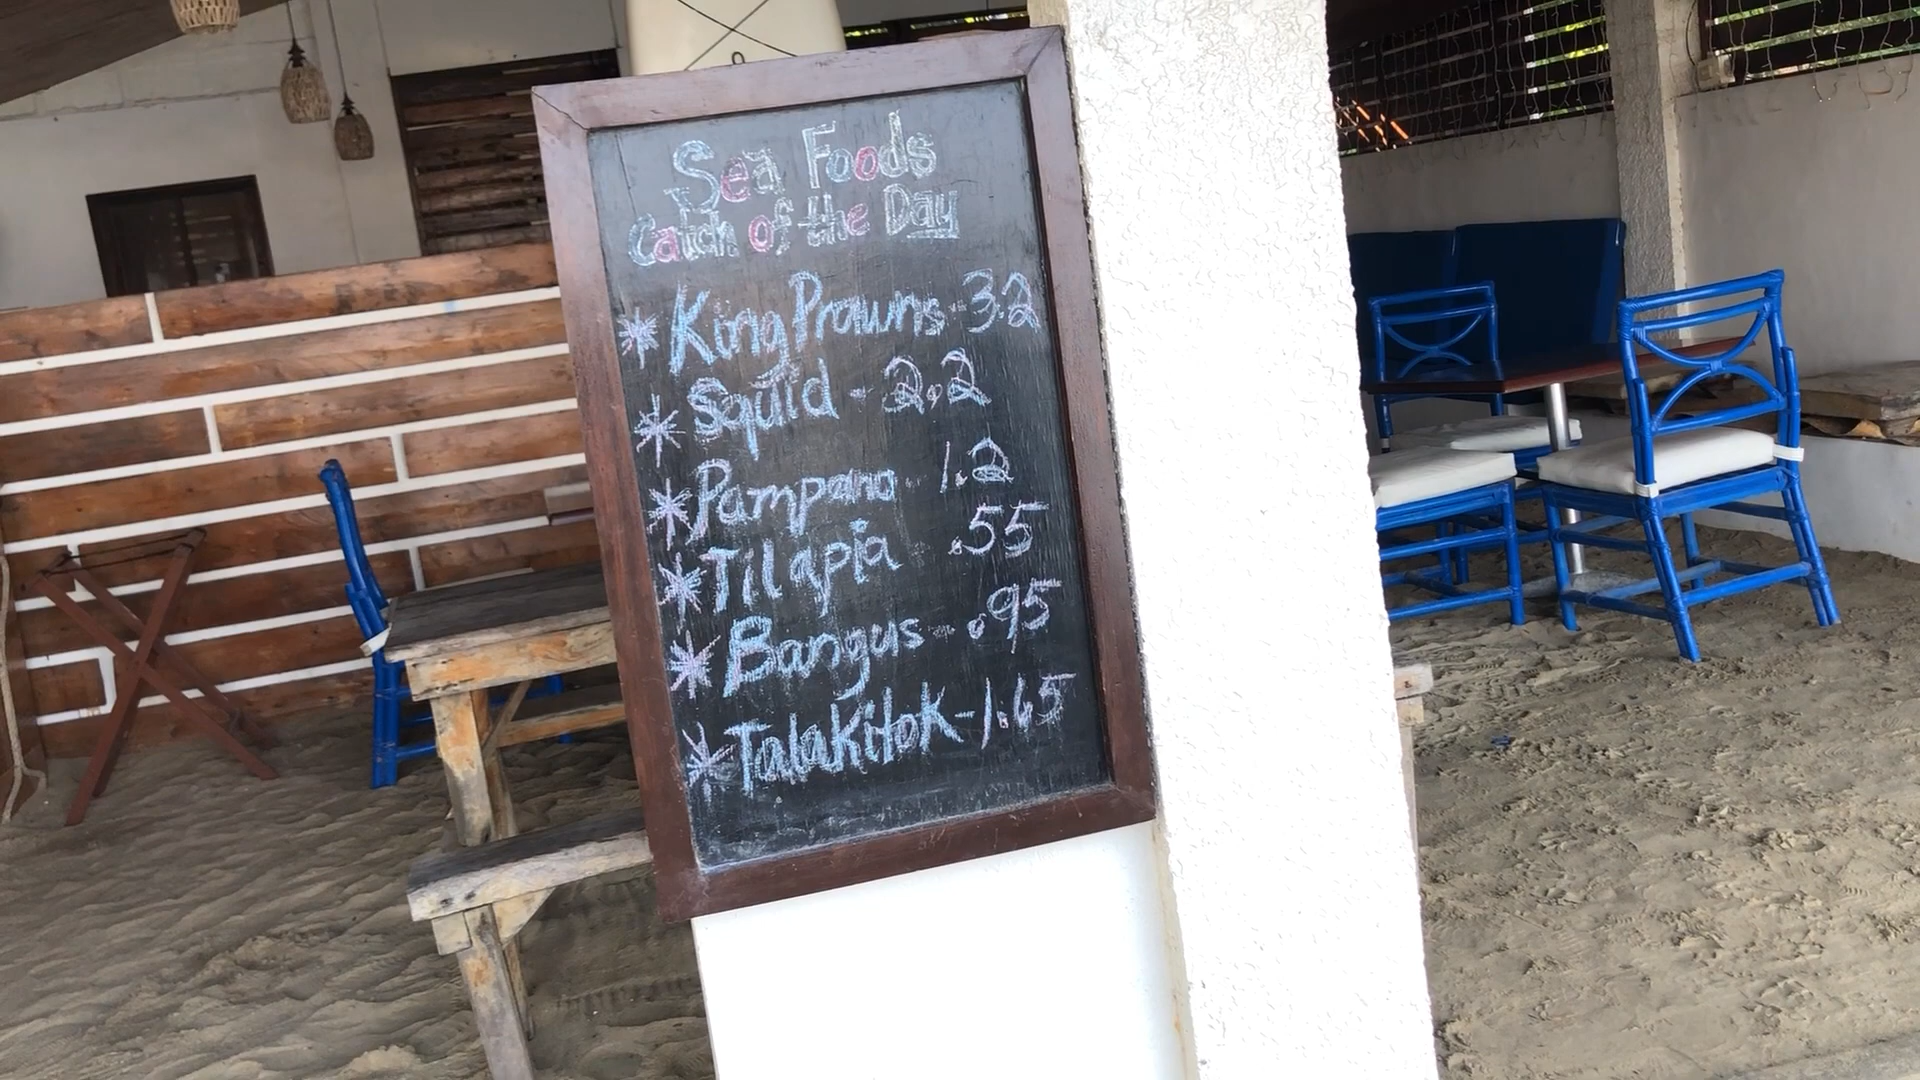 Sea Foods
Catch of the Day
* King Prawns - 3.2
* Squid - 2.2
* Pampano - 1.2
* Tilapia .55
* Bangus - .95
* Talakitok - 1.65